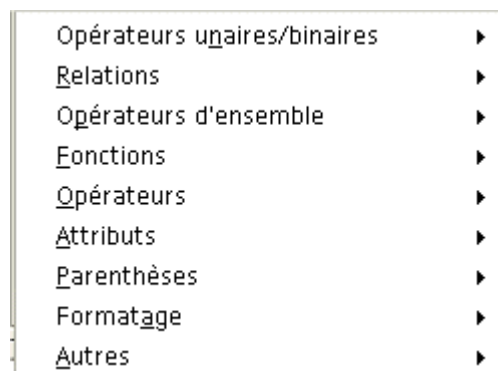 Opérateurs unaires/binaires
Relations
Opérateurs d'ensemble
Fonctions
Opérateurs
Attributs
Parenthèses
Formatage
Autres